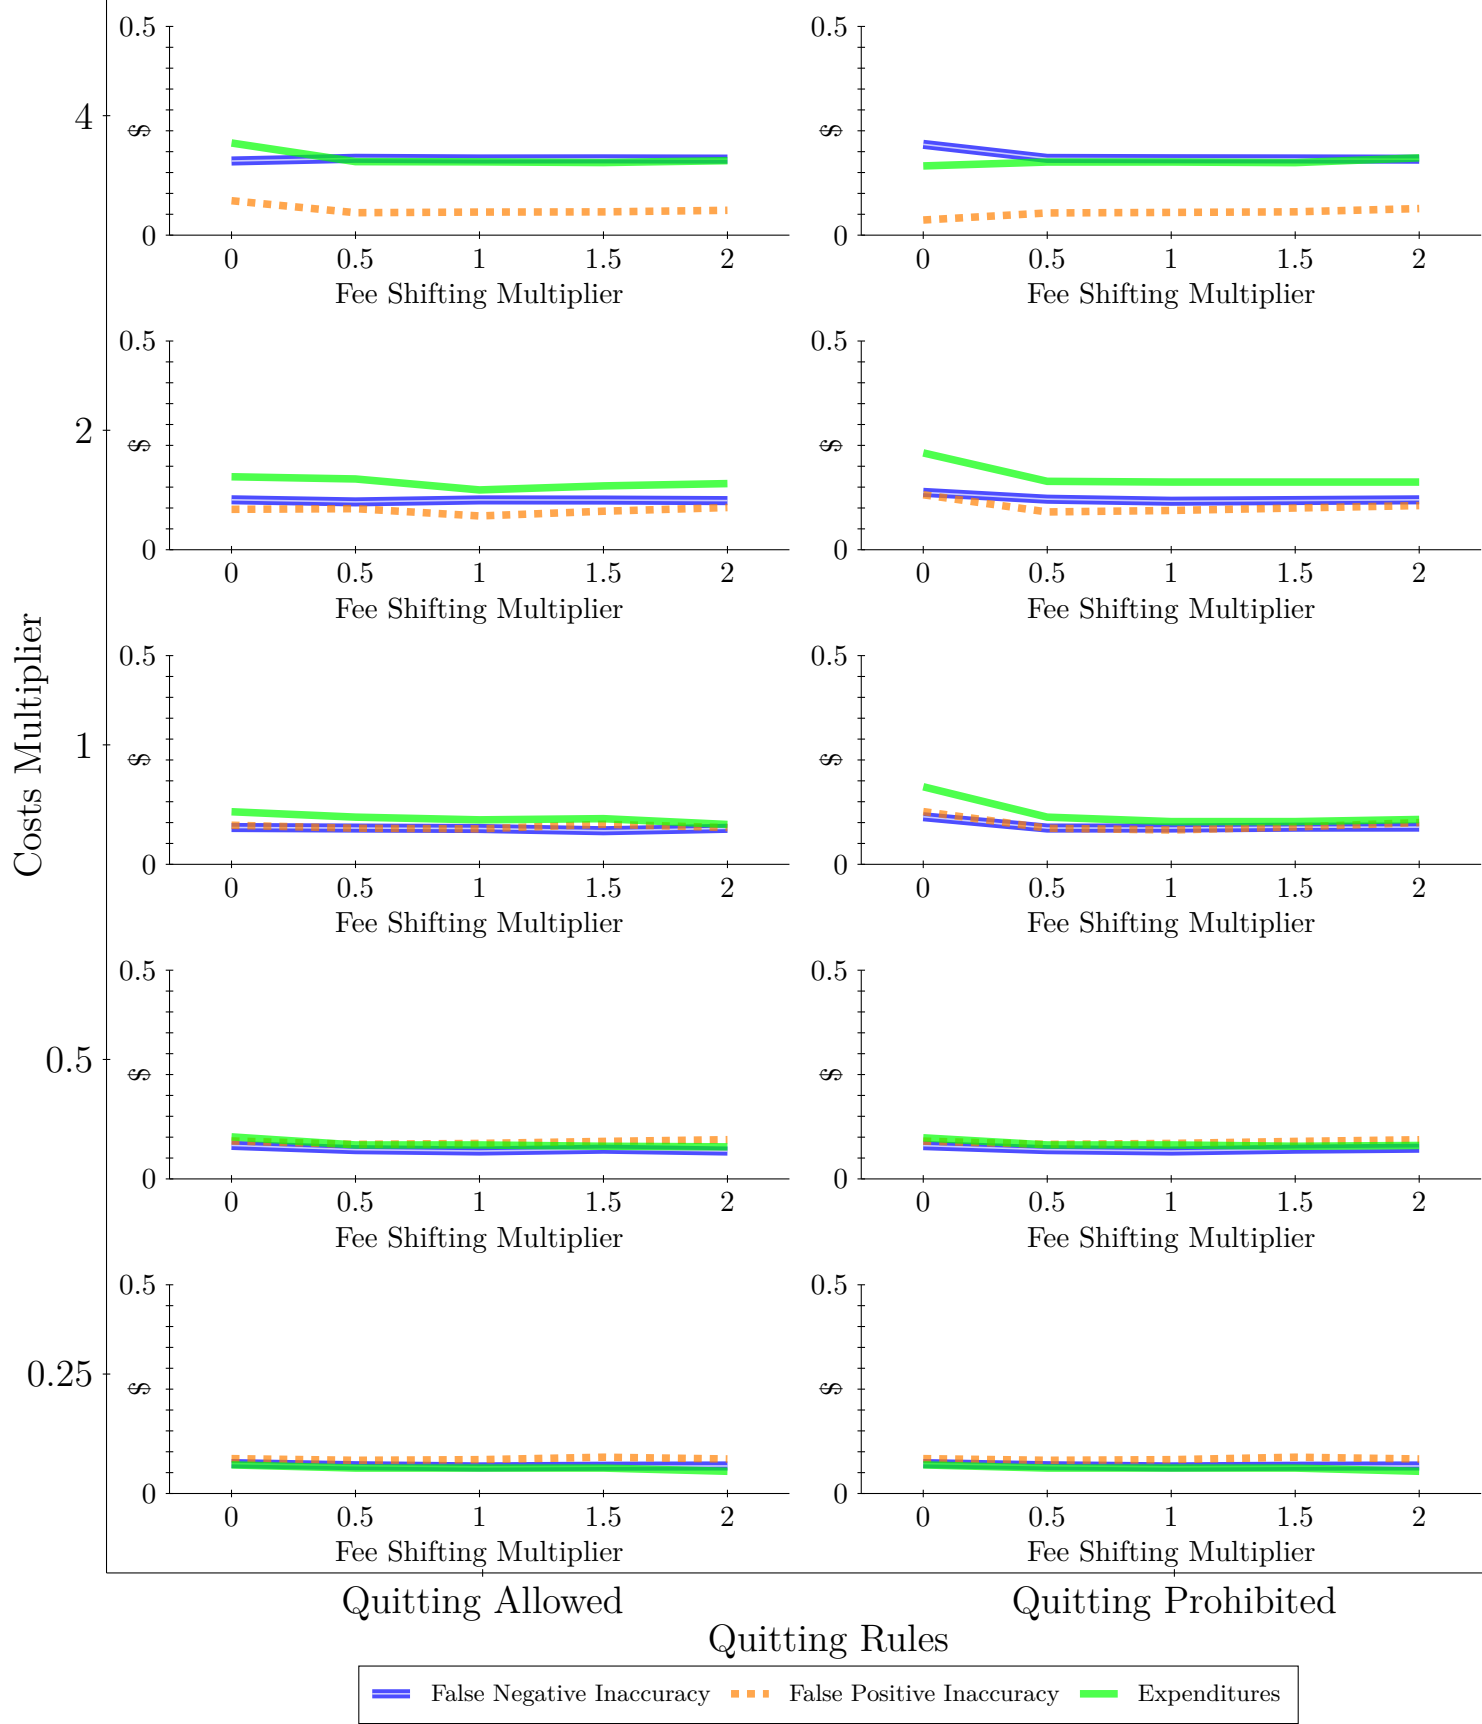 Costs Multiplier
4
0.5
$
0
0 0.5 1 1.5 2
Fee Shifting Multiplier
0.5
$
0
0 0.5 1 1.5 2
Fee Shifting Multiplier
2
0.5
$
0
0 0.5 1 1.5 2
Fee Shifting Multiplier
0.5
$
0
0 0.5 1 1.5 2
Fee Shifting Multiplier
1
0.5
$
0
0 0.5 1 1.5 2
Fee Shifting Multiplier
0.5
$
0
0 0.5 1 1.5 2
Fee Shifting Multiplier
0.5
0.5
$
0
0 0.5 1 1.5 2
Fee Shifting Multiplier
0.5
$
0
0 0.5 1 1.5 2
Fee Shifting Multiplier
0.25
0.5
$
0
0 0.5 1 1.5 2
Fee Shifting Multiplier
0.5
$
0
0 0.5 1 1.5 2
Fee Shifting Multiplier
Quitting Allowed
Quitting Prohibited
Quitting Rules
False Negative Inaccuracy
False Positive Inaccuracy
Expenditures